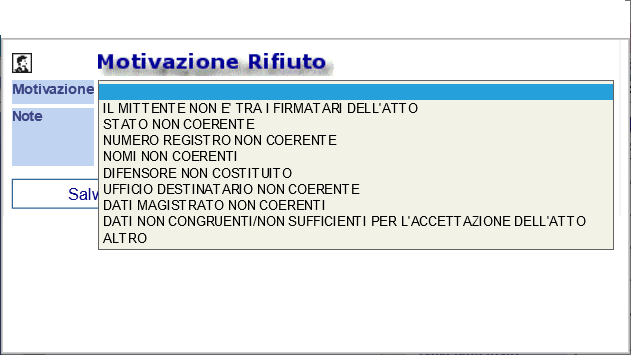 Motivazione Rifiuto
Motivazione
IL MITTENTE NON E' TRA I FIRMATARI DELL'ATTO
STATO NON COERENTE
NUMERO REGISTRO NON COERENTE
NOMI NON COERENTI
DIFENSORE NON COSTITUITO
UFFICIO DESTINATARIO NON COERENTE
DATI MAGISTRATO NON COERENTI
DATI NON CONGRUENTI/NON SUFFICIENTI PER L'ACCETTAZIONE DELL'ATTO
ALTRO
Note
Salv